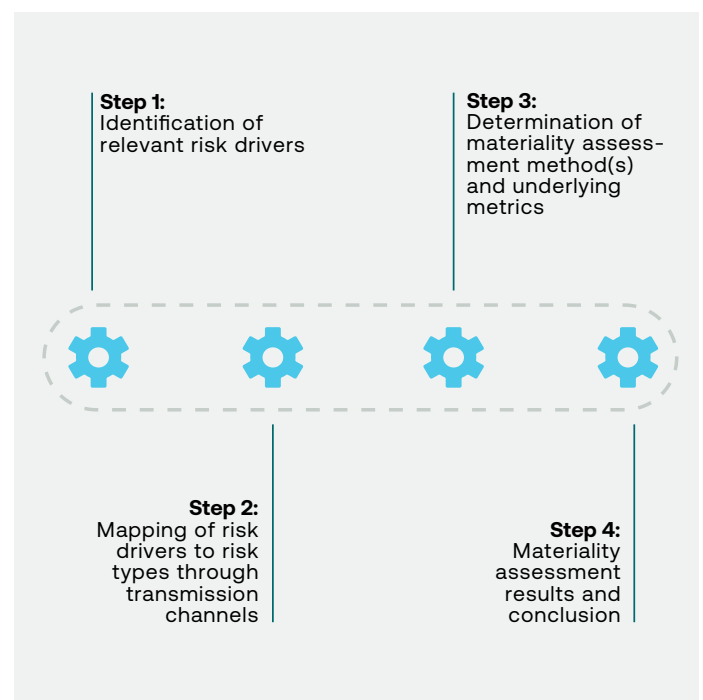 Step 1:
Identification of
relevant risk drivers
Step 2:
Mapping of risk
drivers to risk
types through
transmission
channels
Step 3:
Determination of
materiality assess-
ment method(s)
and underlying
metrics
Step 4:
Materiality
assessment
results and
conclusion